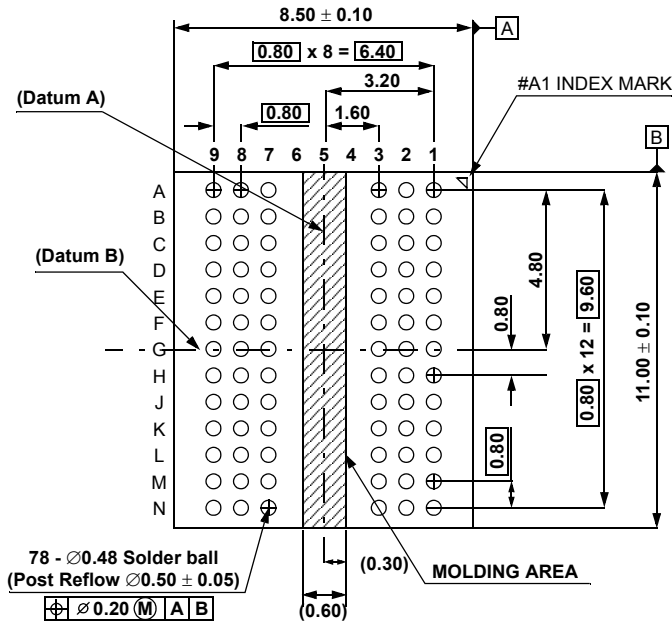 8.50 ± 0.10
A
0.80 x 8 = 6.40
3.20
#A1 INDEX MARK
(Datum A)
0.80
1.60
B
9 8 7 6 5 4 3 2 1
A
B
C
(Datum B)
D
E
F
G
H
J
K
L
M
N
4.80
0.80
0.80
0.80 x 12 = 9.60
11.00 ± 0.10
78 - ∅0.48 Solder ball
(Post Reflow ∅0.50 ± 0.05)
⌖ ∅ 0.20 Ⓜ A B
(0.30)
(0.60)
MOLDING AREA